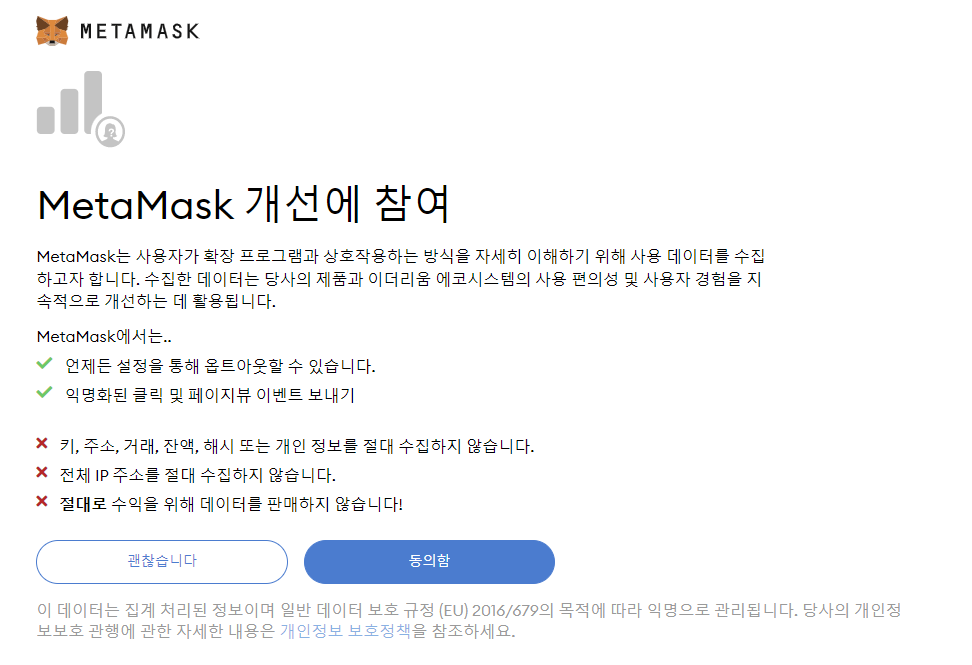 METAMASK
MetaMask 개선에 참여
MetaMask는 사용자가 확장 프로그램과 상호작용하는 방식을 자세히 이해하기 위해 사용 데이터를 수집
하고자 합니다. 수집한 데이터는 당사의 제품과 이더리움 에코시스템의 사용 편의성 및 사용자 경험을 지
속적으로 개선하는 데 활용됩니다.
MetaMask에서는..
언제든 설정을 통해 옵트아웃할 수 있습니다.
익명화된 클릭 및 페이지뷰 이벤트 보내기
키, 주소, 거래, 잔액, 해시 또는 개인 정보를 절대 수집하지 않습니다.
전체 IP 주소를 절대 수집하지 않습니다.
절대로 수익을 위해 데이터를 판매하지 않습니다!
괜찮습니다
동의함
이 데이터는 집계 처리된 정보이며 일반 데이터 보호 규정 (EU) 2016/679의 목적에 따라 익명으로 관리됩니다. 당사의 개인정
보보호 관행에 관한 자세한 내용은 개인정보 보호정책을 참조하세요.